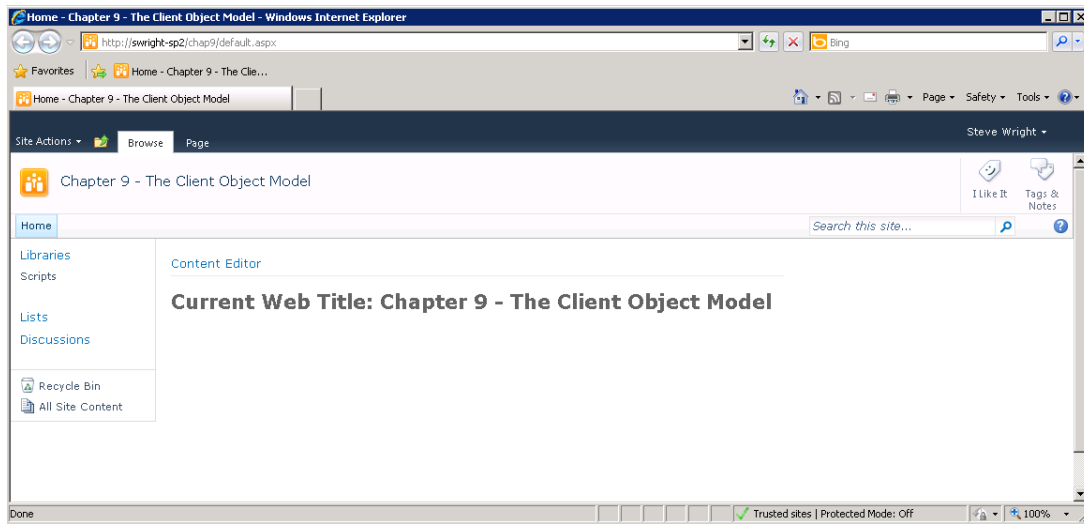 Home - Chapter 9 - The Client Object Model - Windows Internet Explorer
http://swright-sp2/chap9/default.aspx
Bing
Favorites
Home - Chapter 9 - The Clie...
Home - Chapter 9 - The Client Object Model
Page
Safety
Tools
Site Actions
Browse
Page
Steve Wright
Chapter 9 - The Client Object Model
I Like It
Tags &
Notes
Home
Search this site...
Libraries
Scripts
Lists
Discussions
Recycle Bin
All Site Content
Content Editor
Current Web Title: Chapter 9 - The Client Object Model
Done
Trusted sites | Protected Mode: Off
100%